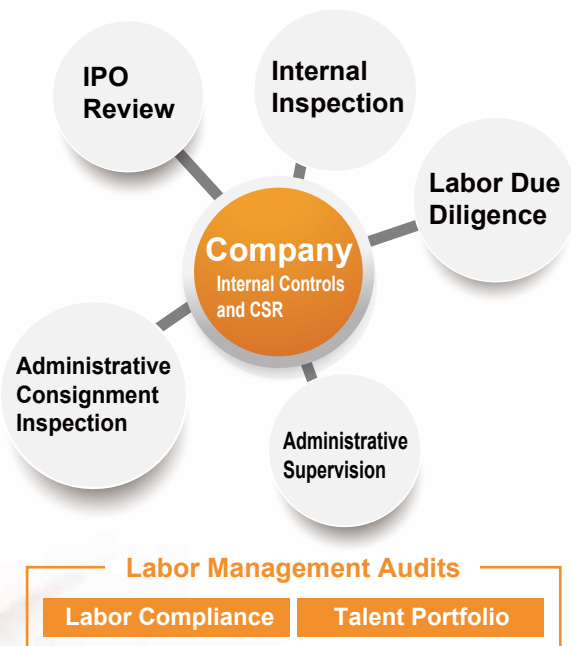 IPO
Review
Internal
Inspection
Labor Due
Diligence
Company
Internal Controls
and CSR
Administrative
Consignment
Inspection
Administrative
Supervision
Labor Management Audits
Labor Compliance
Talent Portfolio